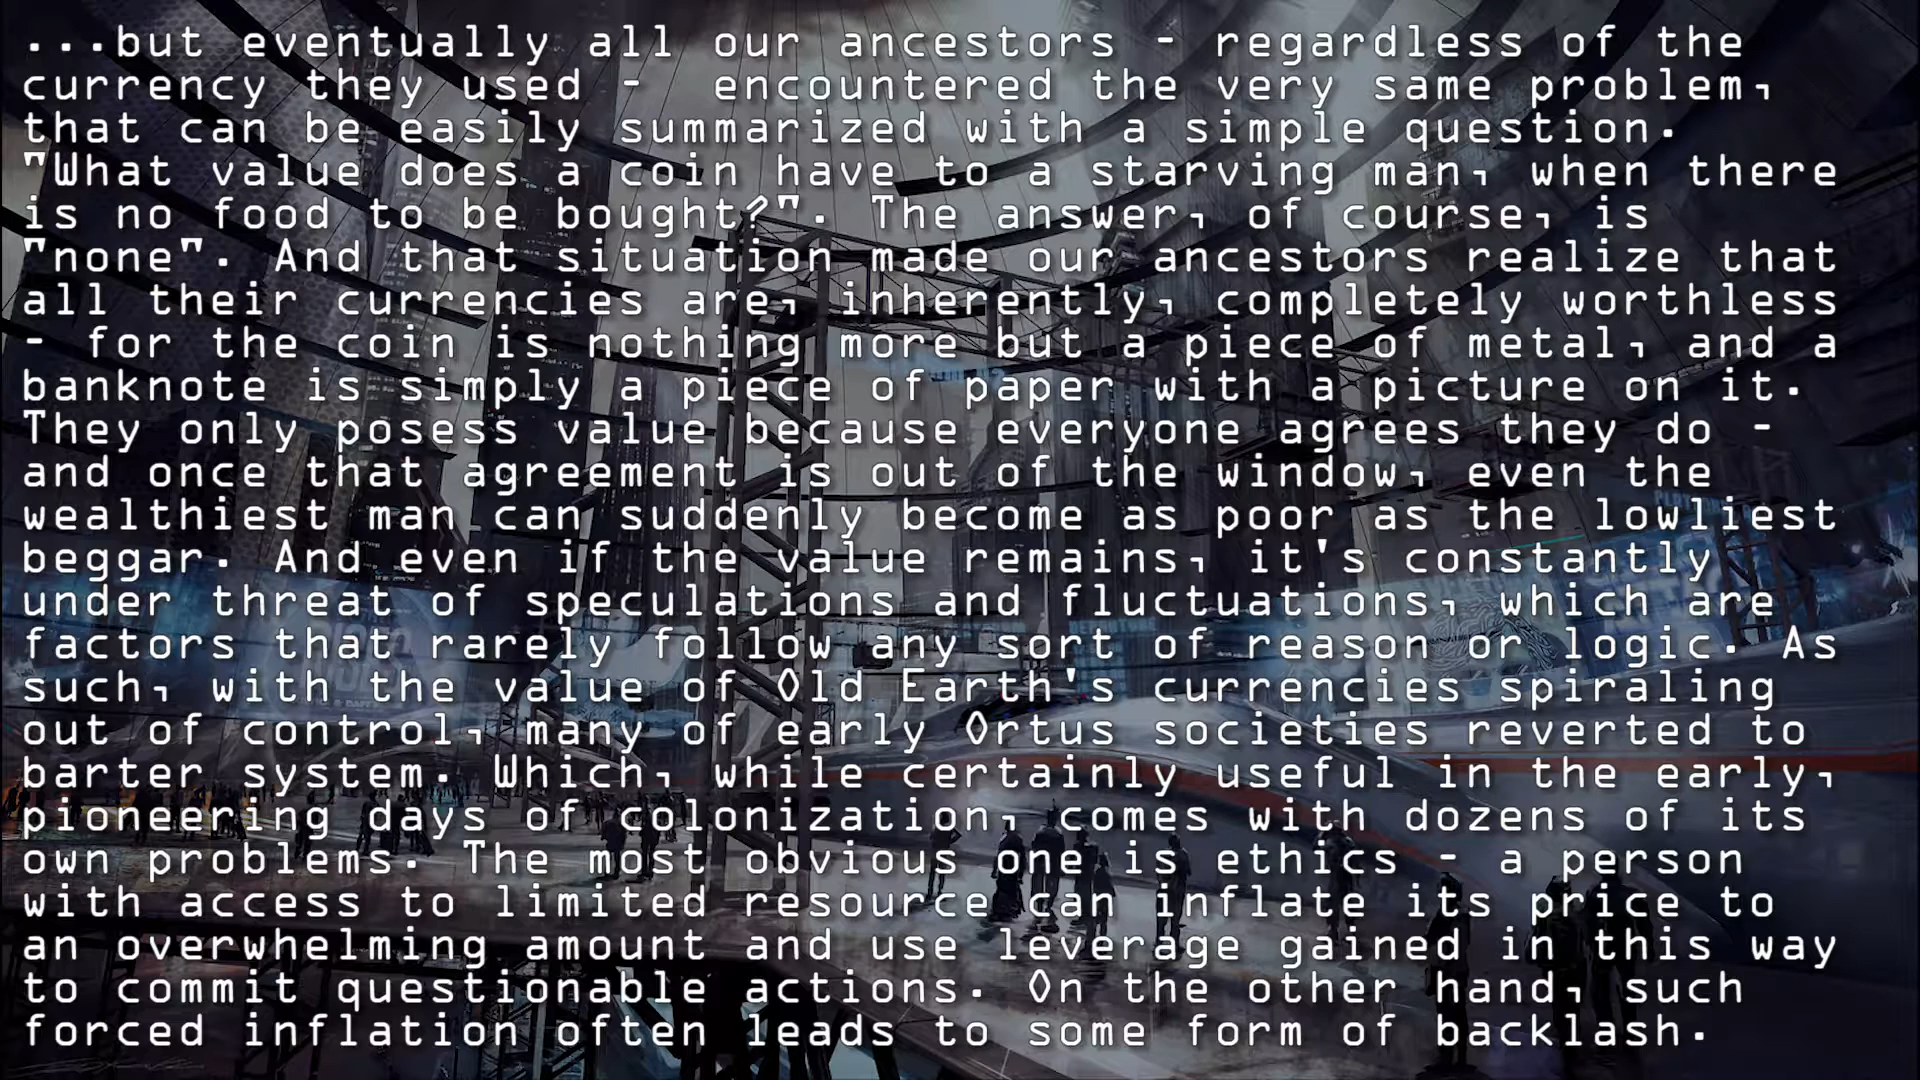 ...but eventually all our ancestors - regardless of the
currency they used -  encountered the very same problem,
that can be easily summarized with a simple question.
"What value does a coin have to a starving man, when there
is no food to be bought?". The answer, of course, is
"none". And that situation made our ancestors realize that
all their currencies are, inherently, completely worthless
- for the coin is nothing more but a piece of metal, and a
banknote is simply a piece of paper with a picture on it.
They only posess value because everyone agrees they do -
and once that agreement is out of the window, even the
wealthiest man can suddenly become as poor as the lowliest
beggar. And even if the value remains, it's constantly
under threat of speculations and fluctuations, which are
factors that rarely follow any sort of reason or logic. As
such, with the value of Old Earth's currencies spiraling
out of control, many of early Ortus societies reverted to
barter system. Which, while certainly useful in the early,
pioneering days of colonization, comes with dozens of its
own problems. The most obvious one is ethics - a person
with access to limited resource can inflate its price to
an overwhelming amount and use leverage gained in this way
to commit questionable actions. On the other hand, such
forced inflation often leads to some form of backlash.